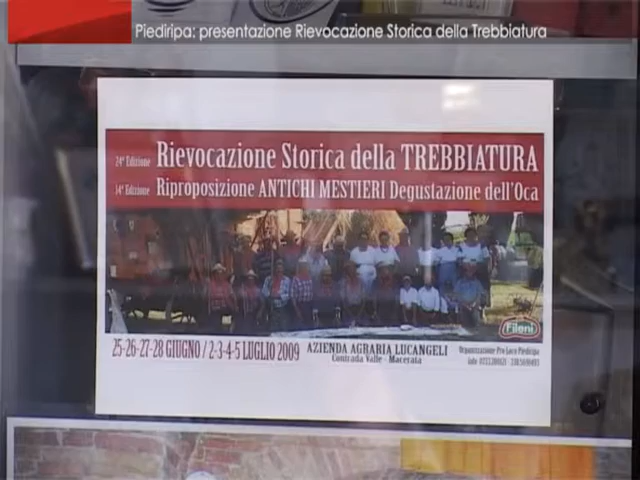 Piediripa: presentazione Rievocazione Storica della Trebbiatura
24ª Edizione Rievocazione Storica della TREBBIATURA
14ª Edizione Riproposizione ANTICHI MESTIERI Degustazione dell'Oca
Fileni
25-26-27-28 GIUGNO / 2-3-4-5 LUGLIO 2009
AZIENDA AGRARIA LUCANGELI
Contrada Valle - Macerata
Organizzazione Pro Loco Piediripa